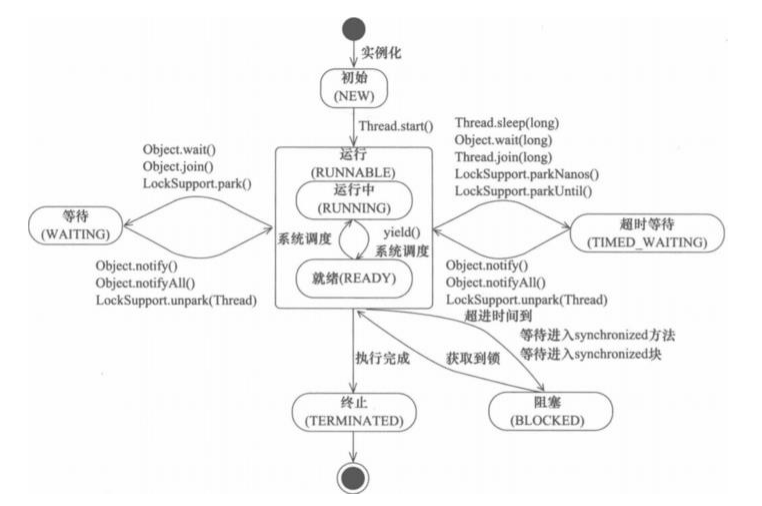 实例化
初始
(NEW)
Thread.start()
Object.wait()
Object.join()
LockSupport.park()
Thread.sleep(long)
Object.wait(long)
Thread.join(long)
LockSupport.parkNanos()
LockSupport.parkUntil()
运行
(RUNNABLE)
运行中
(RUNNING)
等待
(WAITING)
超时等待
(TIMED_WAITING)
系统调度
yield()
系统调度
就绪(READY)
Object.notify()
Object.notifyAll()
LockSupport.unpark(Thread)
Object.notify()
Object.notifyAll()
LockSupport.unpark(Thread)
超进时间到
等待进入synchronized方法
等待进入synchronized块
执行完成
获取到锁
终止
(TERMINATED)
阻塞
(BLOCKED)